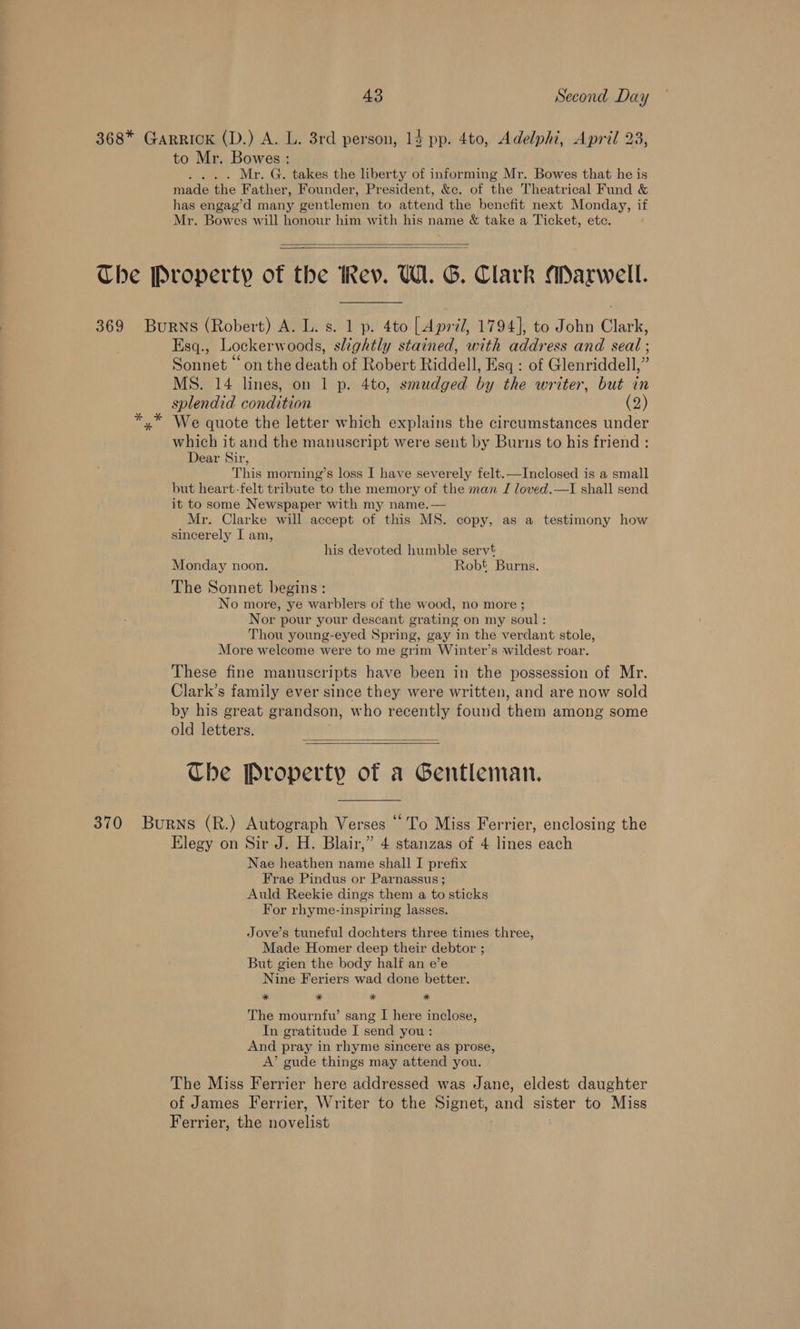 43 Second Day
368* GARRICK (D.) A. L. 3rd person, 1½ pp. 4to, Adelphi, April 23,
to Mr. Bowes :
.... Mr. G. takes the liberty of informing Mr. Bowes that he is
made the Father, Founder, President, &c. of the Theatrical Fund &
has engag'd many gentlemen to attend the benefit next Monday, if
Mr. Bowes will honour him with his name & take a Ticket, etc.
The Property of the Rev. W. G. Clark Maxwell.
369 BURNS (Robert) A. L. s. 1 p. 4to [April, 1794], to John Clark,
Esq., Lockerwoods, slightly stained, with address and seal ;
Sonnet “on the death of Robert Riddell, Esq : of Glenriddell,”
MS. 14 lines, on 1 p. 4to, smudged by the writer, but in
splendid condition (2)
*** We quote the letter which explains the circumstances under
which it and the manuscript were sent by Burns to his friend :
Dear Sir,
This morning's loss I have severely felt.—Inclosed is a small
but heart-felt tribute to the memory of the man I loved.—I shall send
it to some Newspaper with my name.—
Mr. Clarke will accept of this MS. copy, as a testimony how
sincerely I am,
his devoted humble servt
Monday noon. Robt Burns.
The Sonnet begins :
No more, ye warblers of the wood, no more ;
Nor pour your descant grating on my soul :
Thou young-eyed Spring, gay in the verdant stole,
More welcome were to me grim Winter's wildest roar.
These fine manuscripts have been in the possession of Mr.
Clark's family ever since they were written, and are now sold
by his great grandson, who recently found them among some
old letters.
The Property of a Gentleman.
370 BURNS (R.) Autograph Verses “To Miss Ferrier, enclosing the
Elegy on Sir J. H. Blair,” 4 stanzas of 4 lines each
Nae heathen name shall I prefix
Frae Pindus or Parnassus ;
Auld Reekie dings them a to sticks
For rhyme-inspiring lasses.
Jove's tuneful dochters three times three,
Made Homer deep their debtor ;
But gien the body half an e'e
Nine Feriers wad done better.
* * * *
The mournfu' sang I here inclose,
In gratitude I send you :
And pray in rhyme sincere as prose,
A' gude things may attend you.
The Miss Ferrier here addressed was Jane, eldest daughter
of James Ferrier, Writer to the Signet, and sister to Miss
Ferrier, the novelist